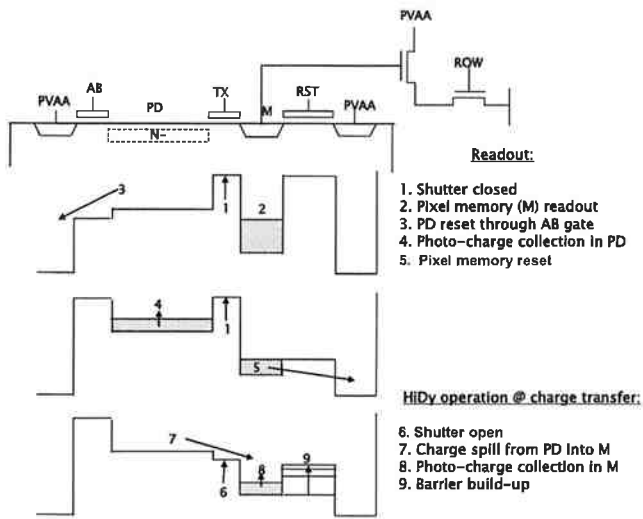 PVAA
ROW
AB
PD
TX
M
RST
PVAA
PVAA
N-
Readout:
1. Shutter closed
2. Pixel memory (M) readout
3. PD reset through AB gate
4. Photo-charge collection in PD
5. Pixel memory reset
3
1
2
4
1
5
HiDy operation @ charge transfer:
6. Shutter open
7. Charge spill from PD into M
8. Photo-charge collection in M
9. Barrier build-up
7
6
8
9